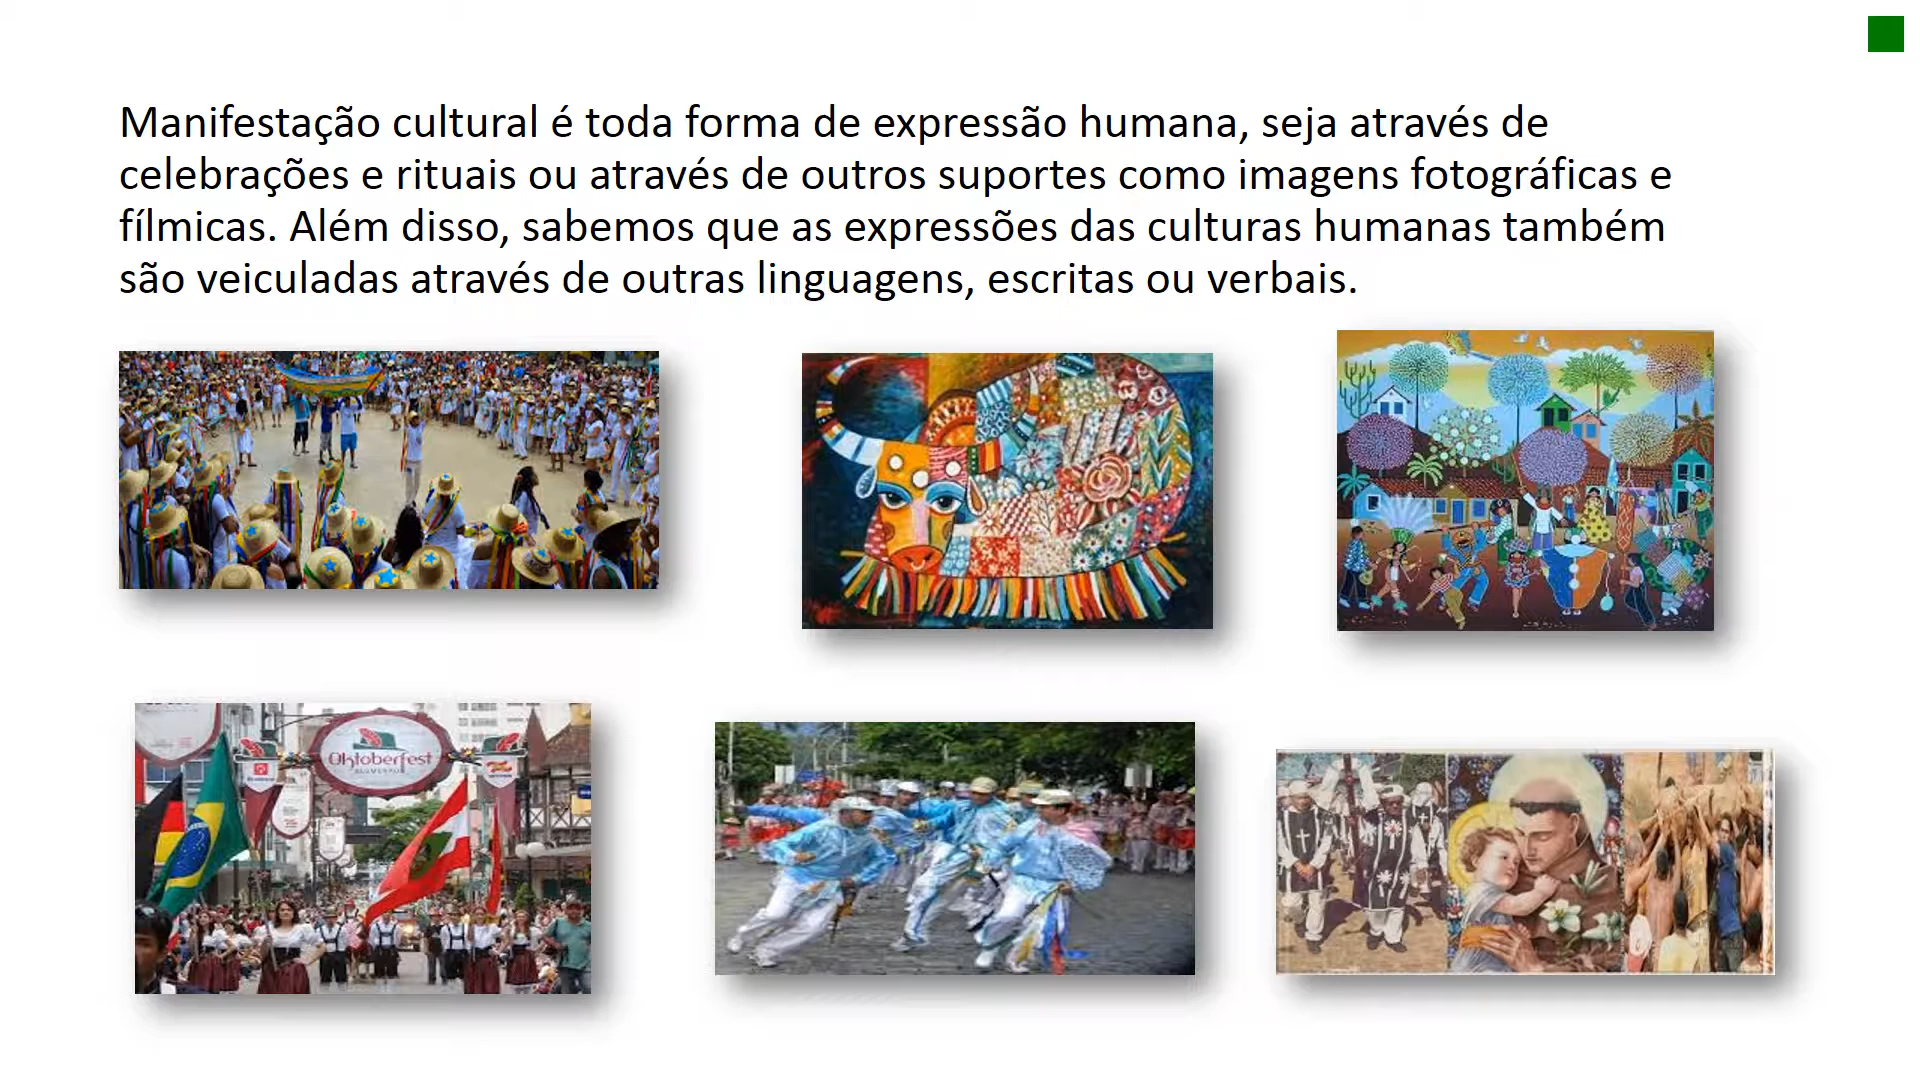 Manifestação cultural é toda forma de expressão humana, seja através de
celebrações e rituais ou através de outros suportes como imagens fotográficas e
fílmicas. Além disso, sabemos que as expressões das culturas humanas também
são veiculadas através de outras linguagens, escritas ou verbais.
Oktoberfest
BLUMENAU